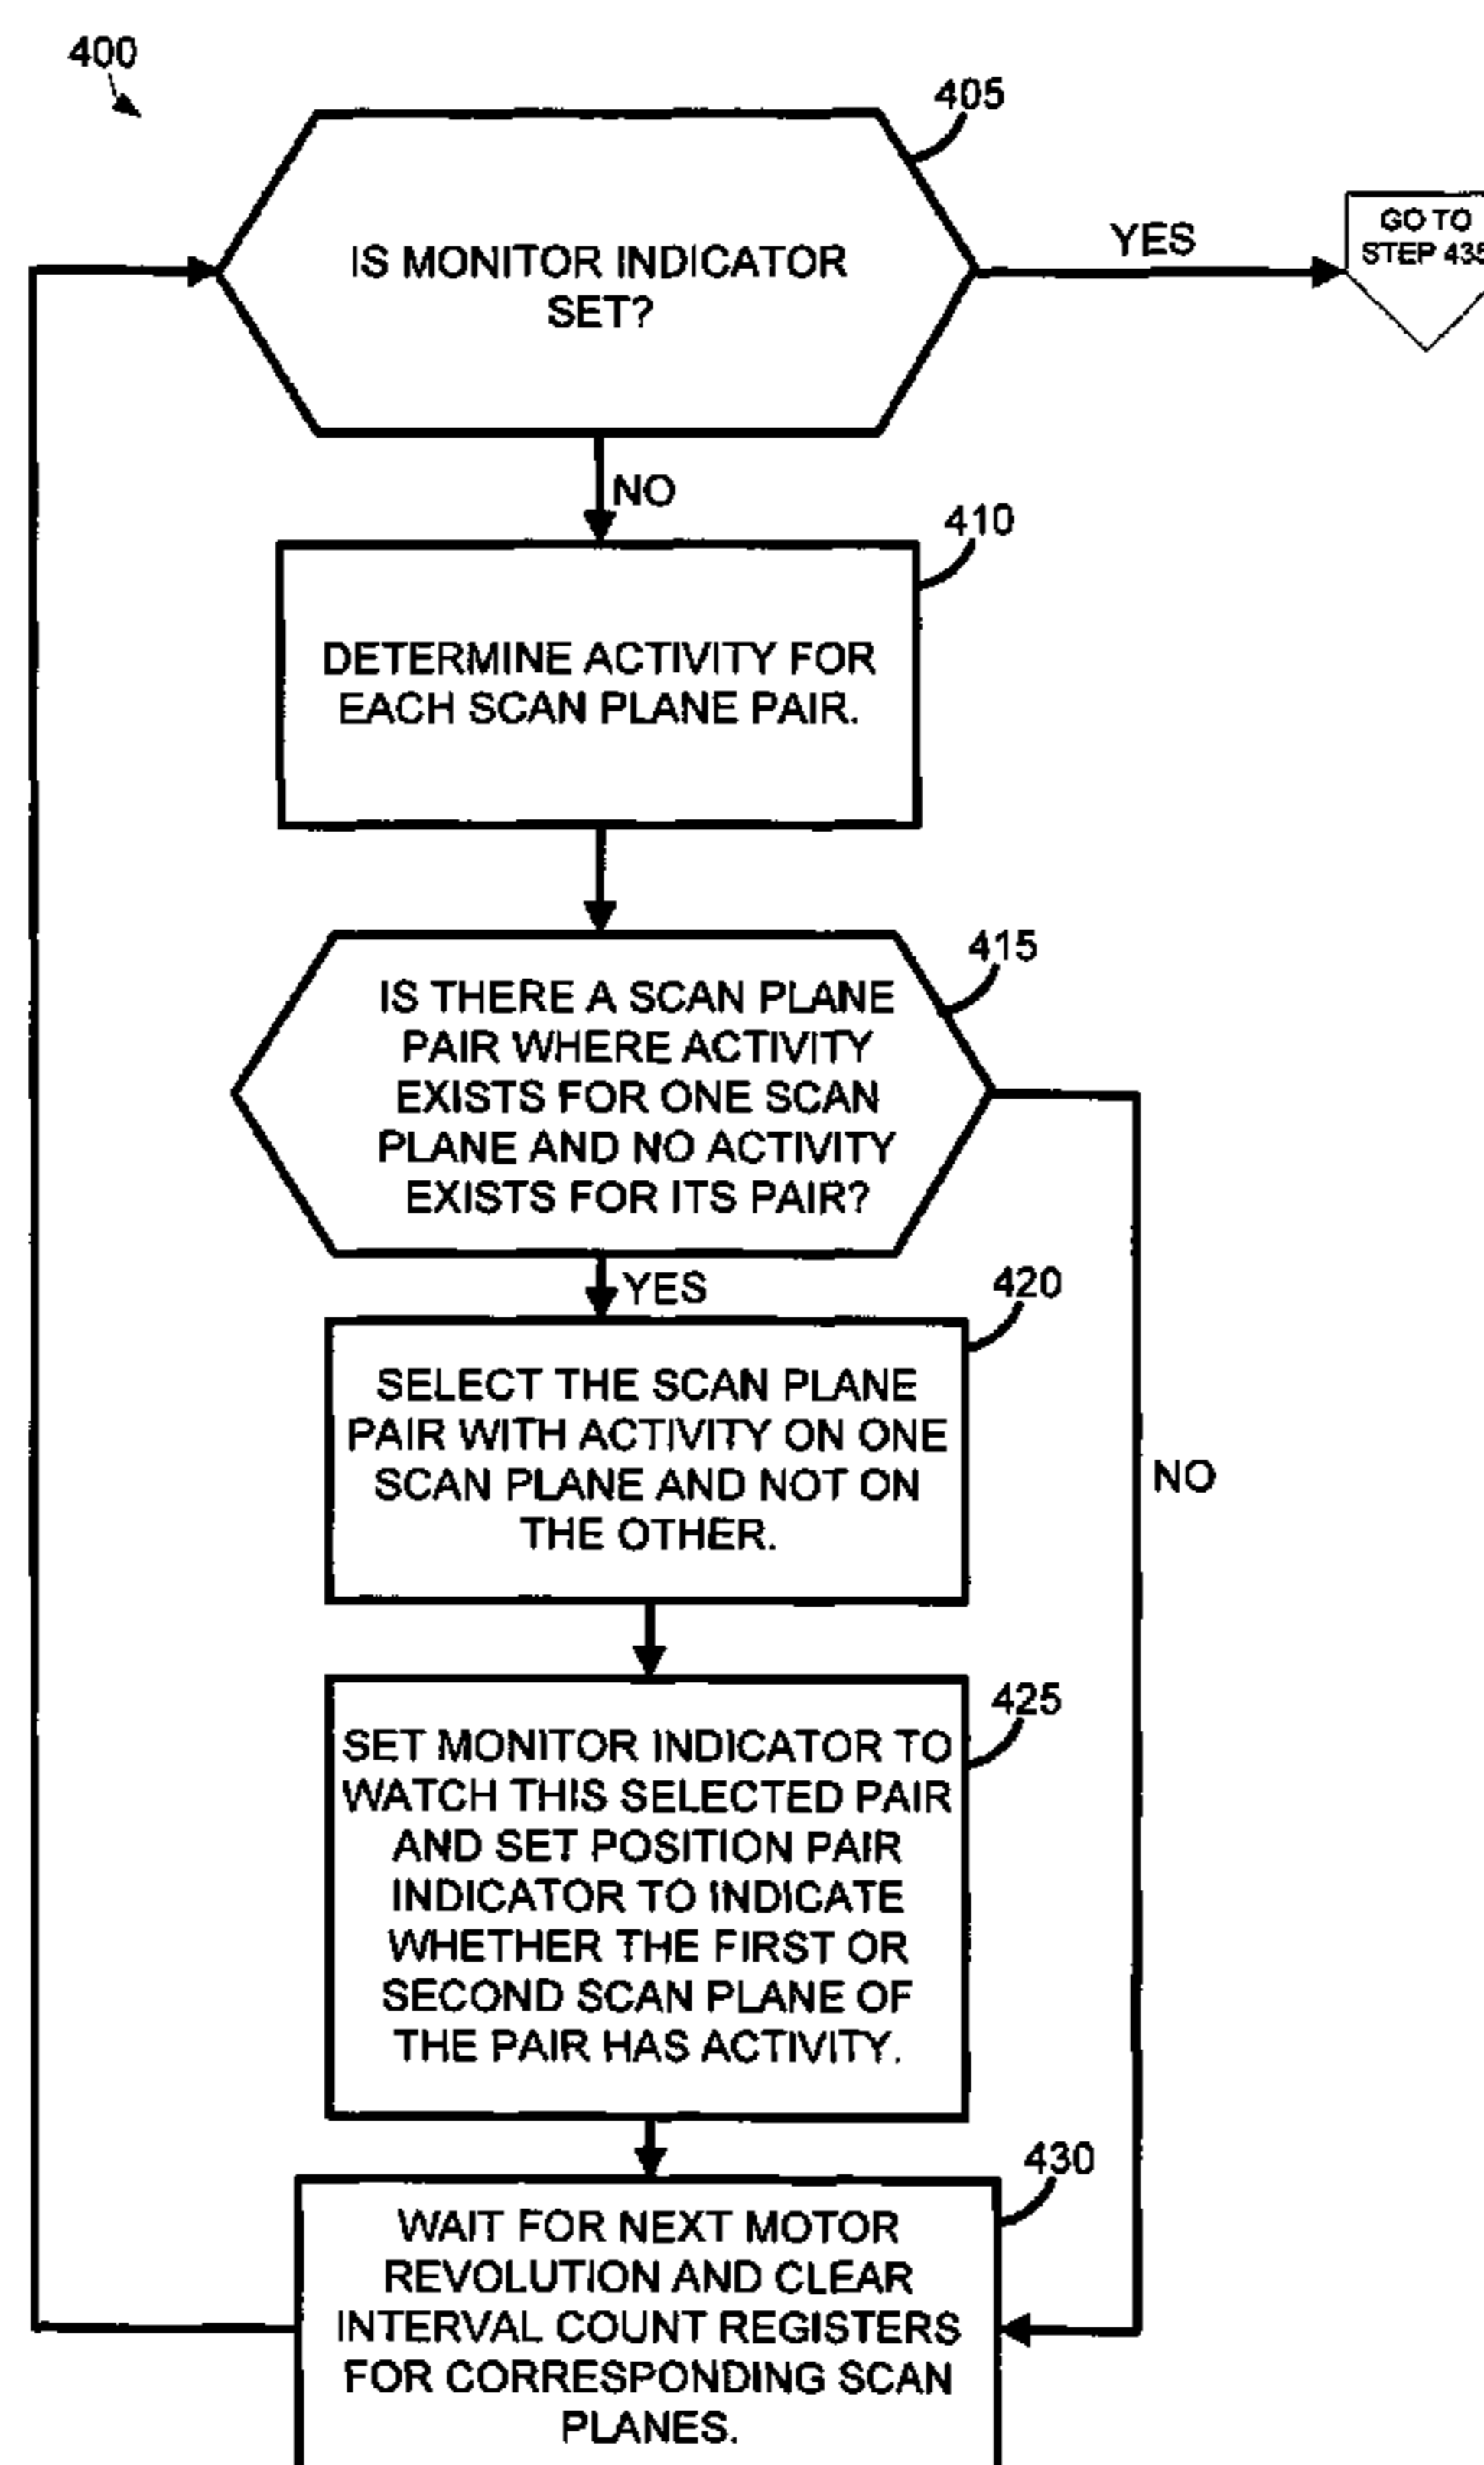 400
405
IS MONITOR INDICATOR
SET?
YES
GO TO
STEP 435
NO
410
DETERMINE ACTIVITY FOR
EACH SCAN PLANE PAIR.
415
IS THERE A SCAN PLANE
PAIR WHERE ACTIVITY
EXISTS FOR ONE SCAN
PLANE AND NO ACTIVITY
EXISTS FOR ITS PAIR?
YES
420
SELECT THE SCAN PLANE
PAIR WITH ACTIVITY ON ONE
SCAN PLANE AND NOT ON
THE OTHER.
NO
425
SET MONITOR INDICATOR TO
WATCH THIS SELECTED PAIR
AND SET POSITION PAIR
INDICATOR TO INDICATE
WHETHER THE FIRST OR
SECOND SCAN PLANE OF
THE PAIR HAS ACTIVITY.
430
WAIT FOR NEXT MOTOR
REVOLUTION AND CLEAR
INTERVAL COUNT REGISTERS
FOR CORRESPONDING SCAN
PLANES.